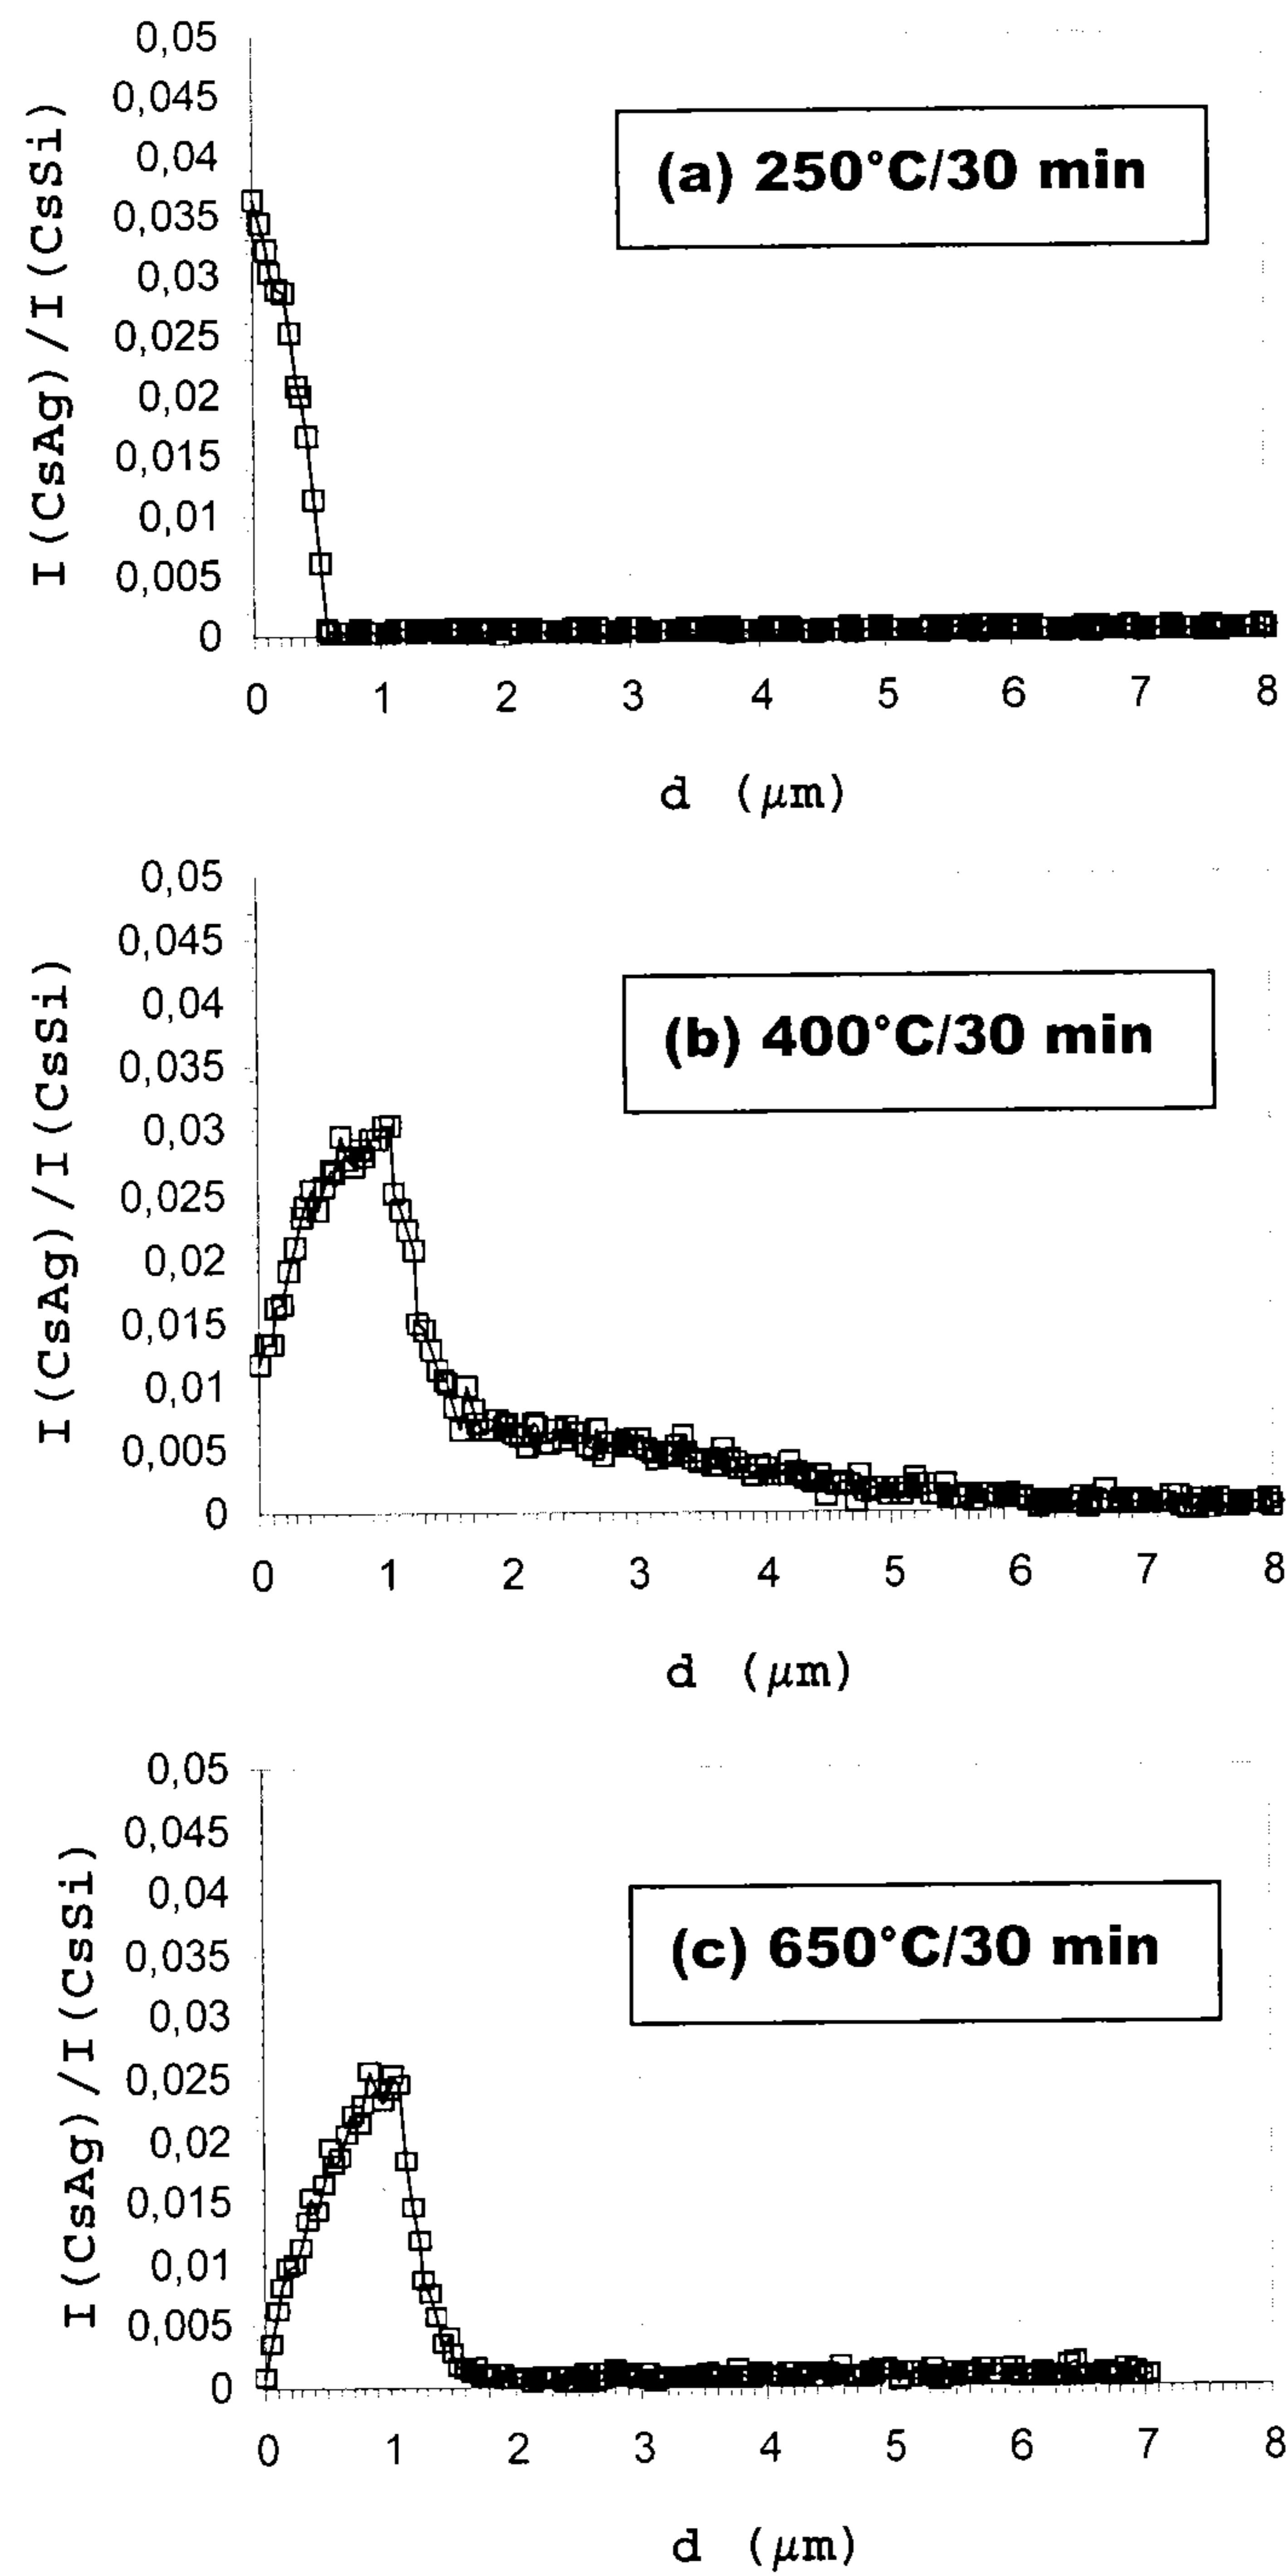 0,05
0,045
0,04
0,035
0,03
0,025
0,02
0,015
0,01
0,005
0
I(CsAg)/I(CsSi)
(a) 250°C/30 min
0 1 2 3 4 5 6 7 8
d (μm)
0,05
0,045
0,04
0,035
0,03
0,025
0,02
0,015
0,01
0,005
0
I(CsAg)/I(CsSi)
(b) 400°C/30 min
0 1 2 3 4 5 6 7 8
d (μm)
0,05
0,045
0,04
0,035
0,03
0,025
0,02
0,015
0,01
0,005
0
I(CsAg)/I(CsSi)
(c) 650°C/30 min
0 1 2 3 4 5 6 7 8
d (μm)